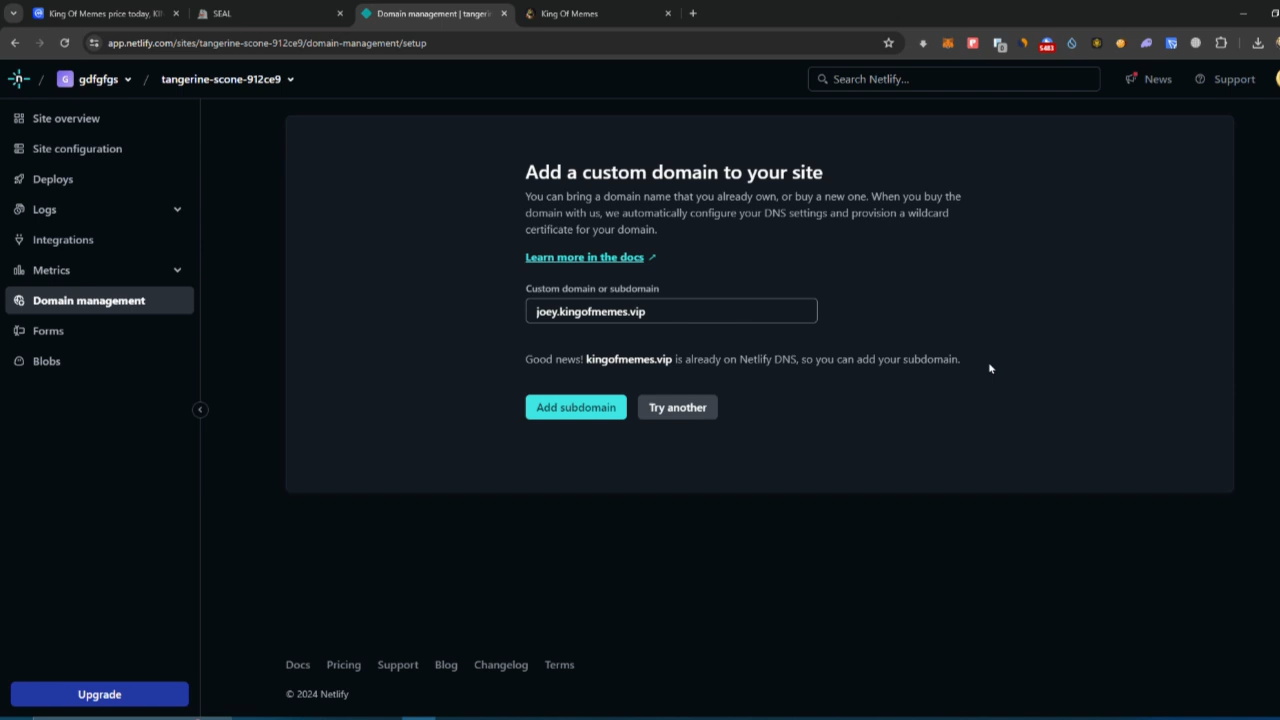 King Of Memes price today, KI
SEAL
Domain management | tangeri
King Of Memes
app.netlify.com/sites/tangerine-scone-912ce9/domain-management/setup
5483
G gdfgfgs / tangerine-scone-912ce9
Search Netlify...
News
Support
Site overview
Site configuration
Deploys
Logs
Integrations
Metrics
Domain management
Forms
Blobs
Upgrade
Add a custom domain to your site
You can bring a domain name that you already own, or buy a new one. When you buy the
domain with us, we automatically configure your DNS settings and provision a wildcard
certificate for your domain.
Learn more in the docs
Custom domain or subdomain
joey.kingofmemes.vip
Good news! kingofmemes.vip is already on Netlify DNS, so you can add your subdomain.
Add subdomain
Try another
Docs Pricing Support Blog Changelog Terms
© 2024 Netlify